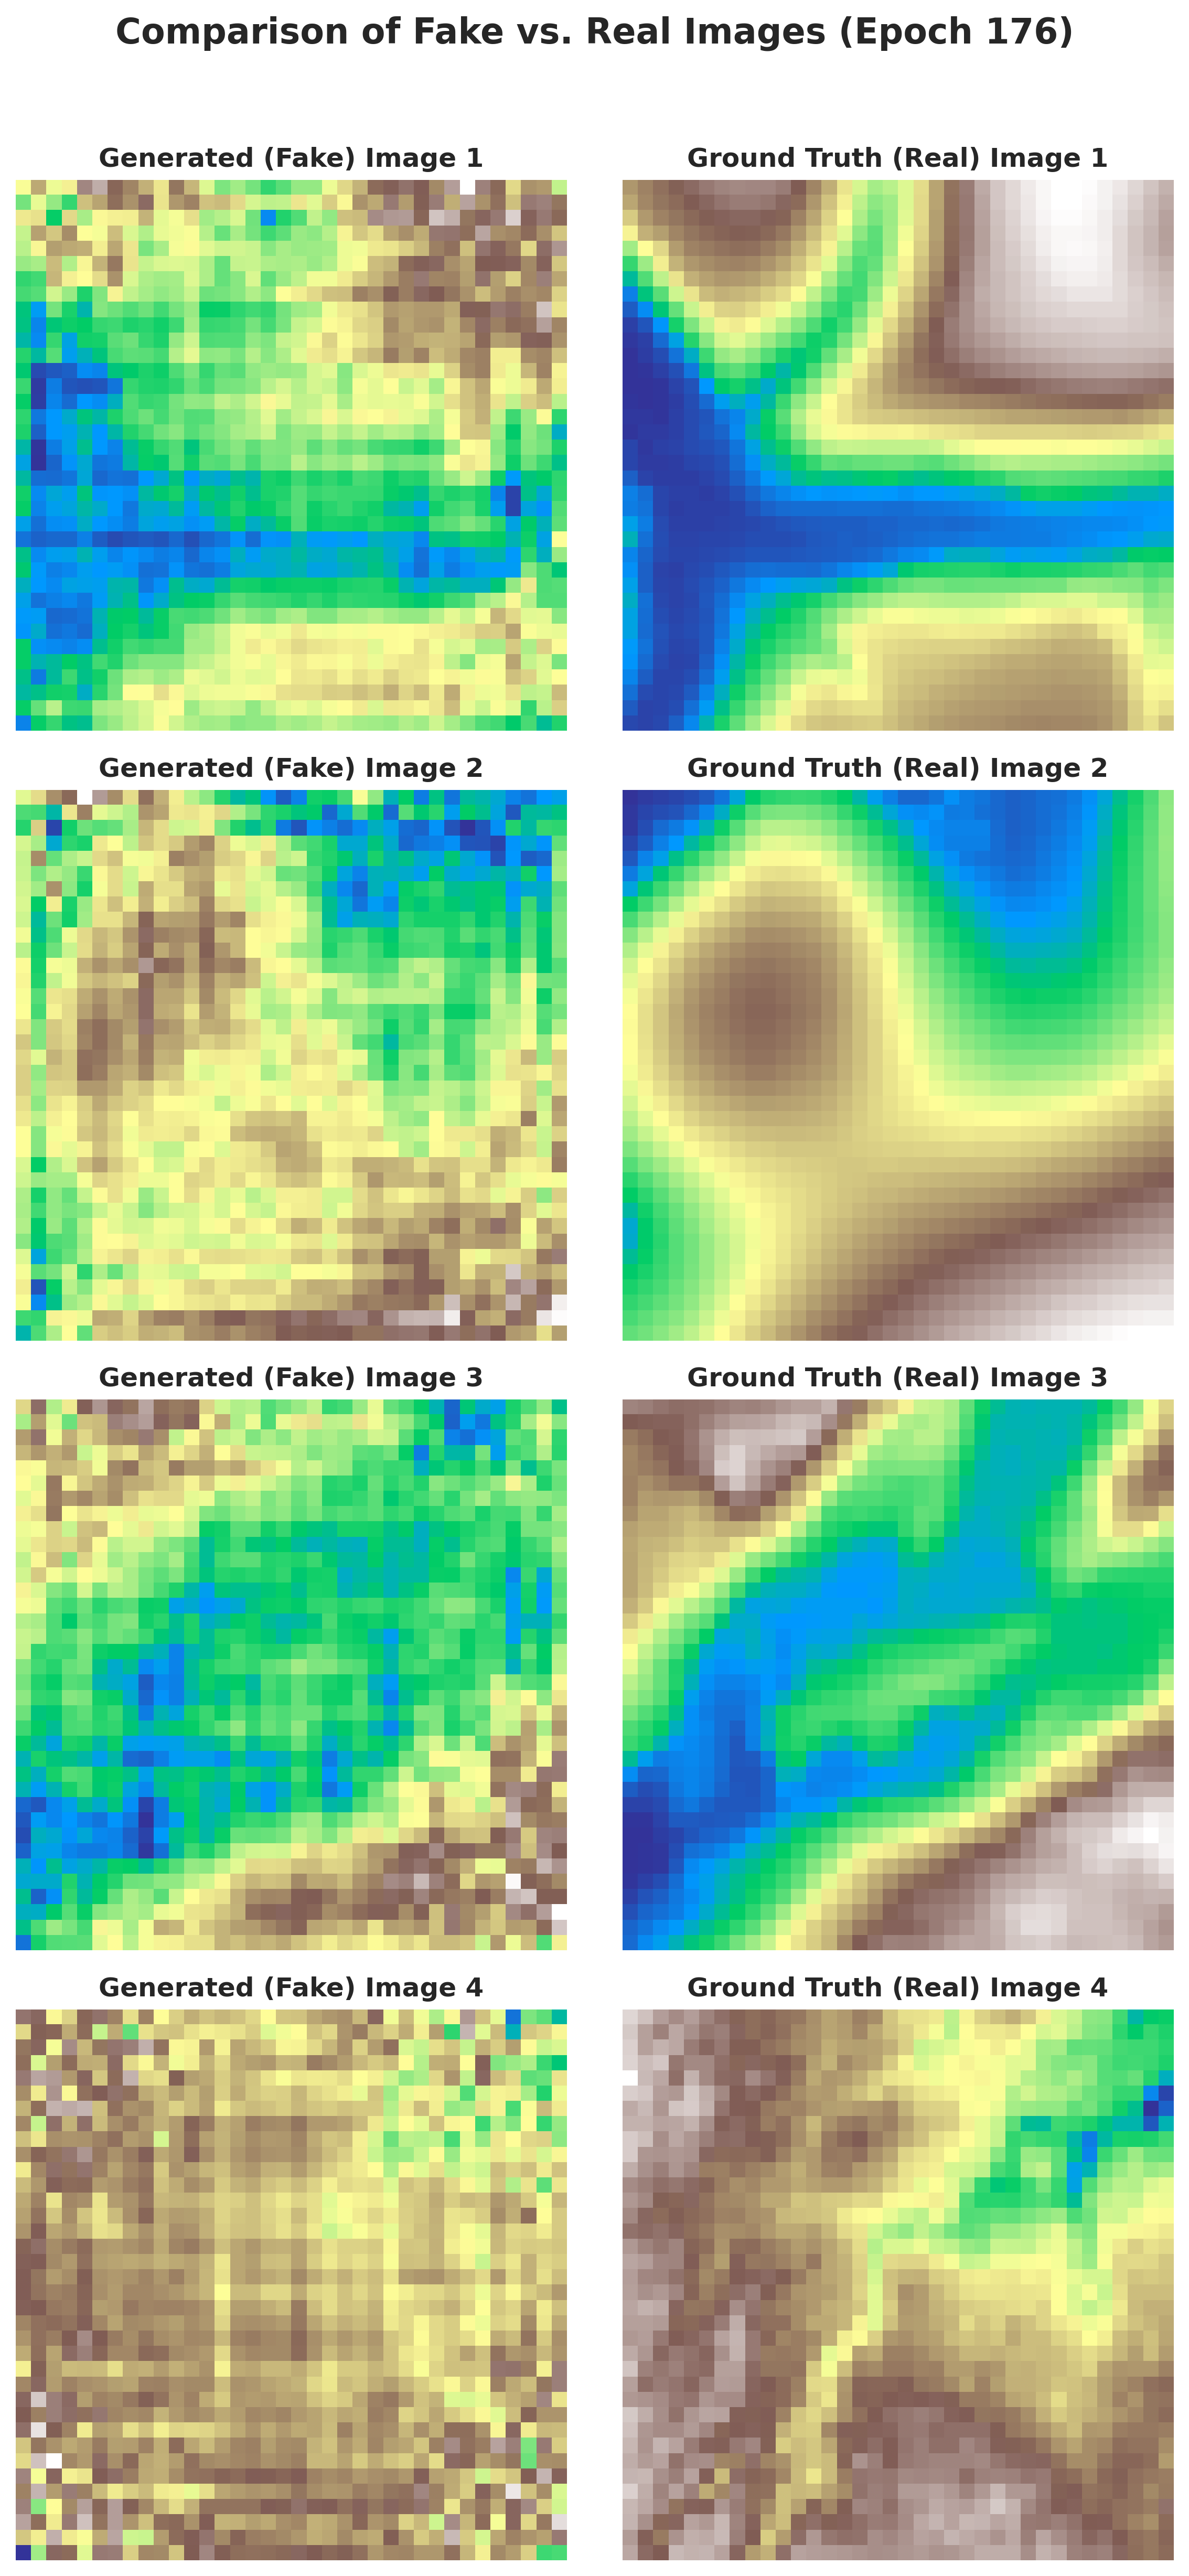 Comparison of Fake vs. Real Images (Epoch 176)
Generated (Fake) Image 1
Ground Truth (Real) Image 1
Generated (Fake) Image 2
Ground Truth (Real) Image 2
Generated (Fake) Image 3
Ground Truth (Real) Image 3
Generated (Fake) Image 4
Ground Truth (Real) Image 4